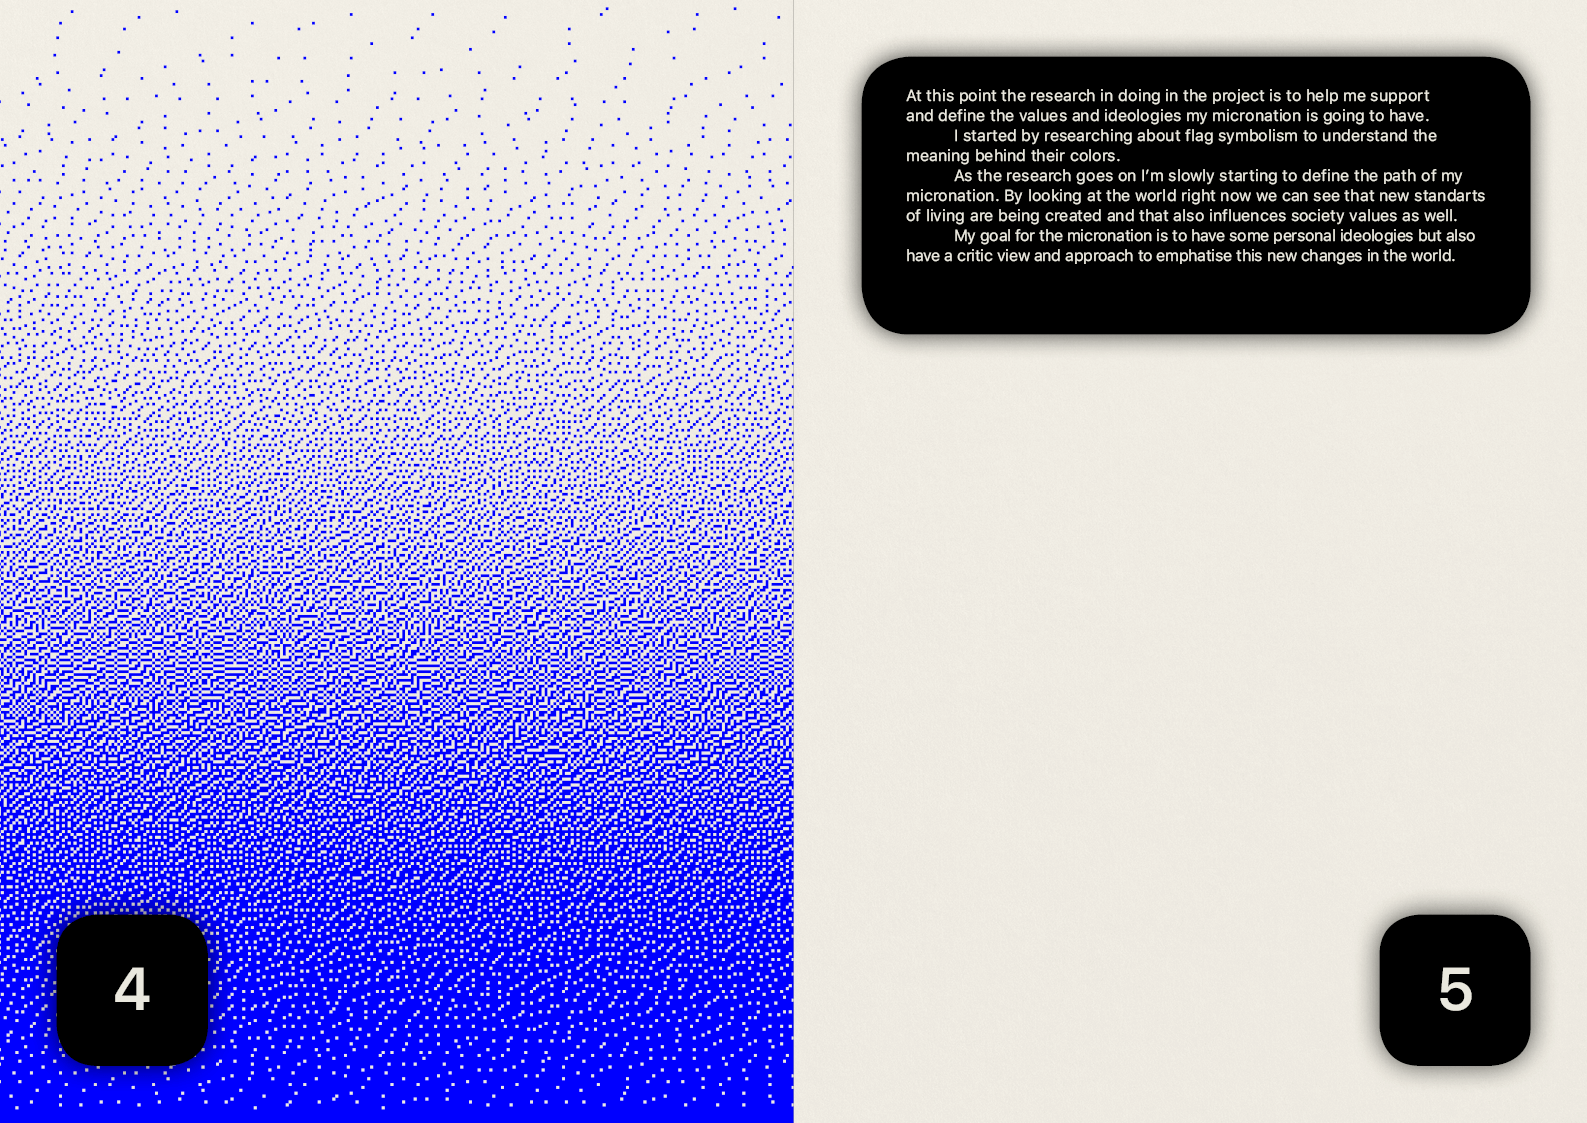 At this point the research in doing in the project is to help me support
and define the values and ideologies my micronation is going to have.
I started by researching about flag symbolism to understand the
meaning behind their colors.
As the research goes on I’m slowly starting to define the path of my
micronation. By looking at the world right now we can see that new standarts
of living are being created and that also influences society values as well.
My goal for the micronation is to have some personal ideologies but also
have a critic view and approach to emphatise this new changes in the world.
4
5